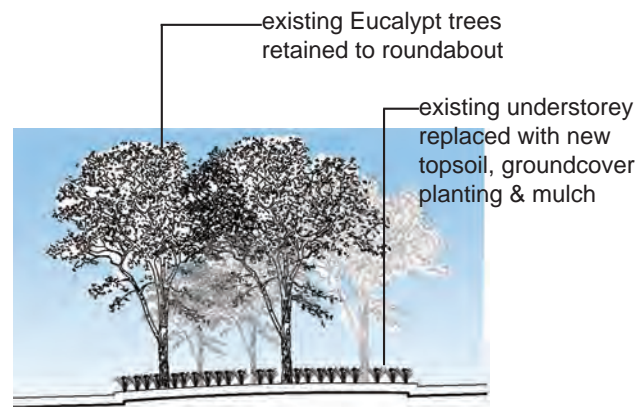 existing Eucalypt trees
retained to roundabout
existing understorey
replaced with new
topsoil, groundcover
planting & mulch